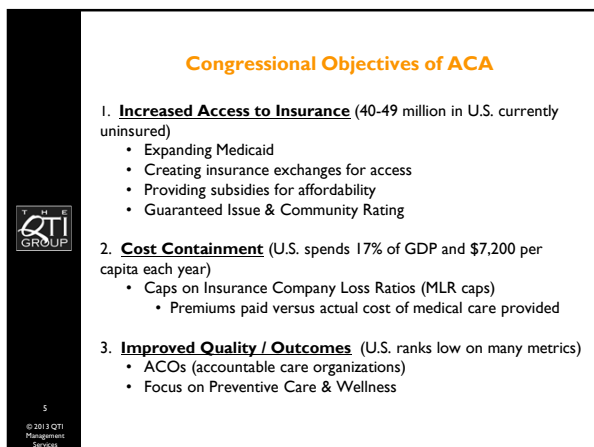 Congressional Objectives of ACA
1. Increased Access to Insurance (40-49 million in U.S. currently
uninsured)
• Expanding Medicaid
• Creating insurance exchanges for access
• Providing subsidies for affordability
• Guaranteed Issue & Community Rating
THE
QTI
GROUP
2. Cost Containment (U.S. spends 17% of GDP and $7,200 per
capita each year)
• Caps on Insurance Company Loss Ratios (MLR caps)
• Premiums paid versus actual cost of medical care provided
3. Improved Quality / Outcomes (U.S. ranks low on many metrics)
• ACOs (accountable care organizations)
• Focus on Preventive Care & Wellness
5
© 2013 QTI
Management
Services